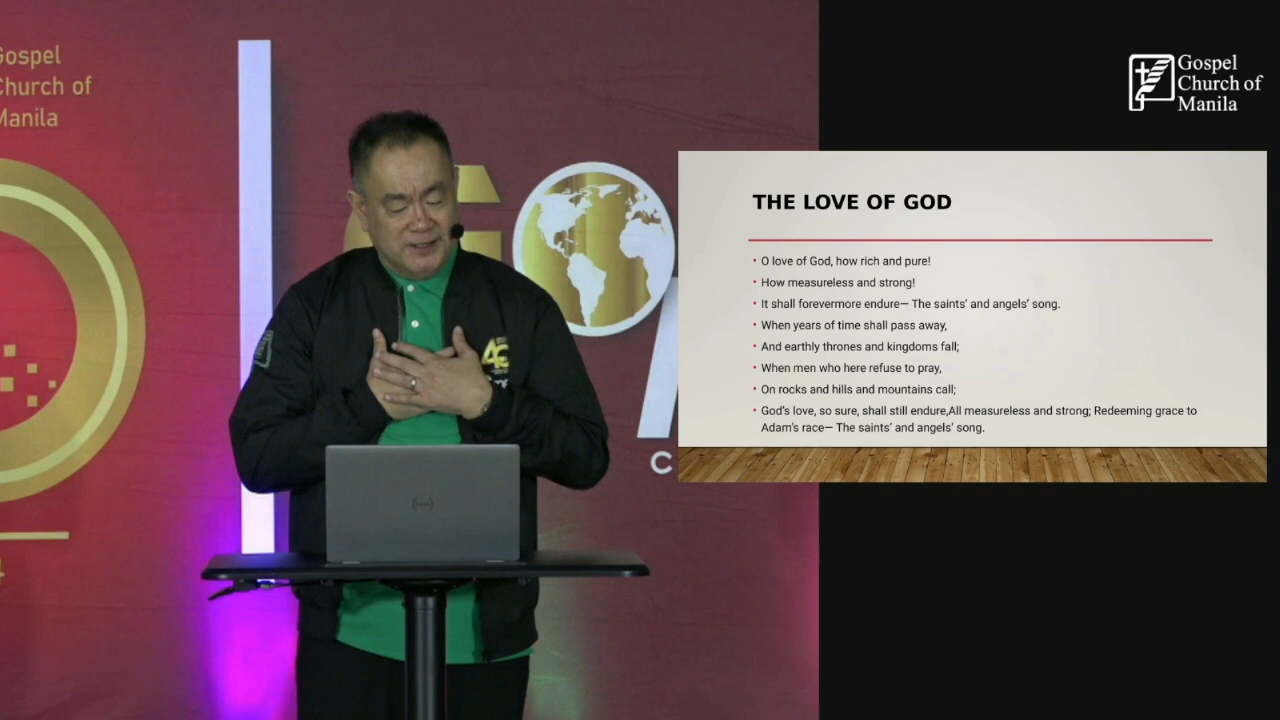 Gospel
Church of
Manila
Gospel
Church of
Manila
THE LOVE OF GOD
• O love of God, how rich and pure!
• How measureless and strong!
• It shall forevermore endure— The saints’ and angels’ song.
• When years of time shall pass away,
• And earthly thrones and kingdoms fall;
• When men who here refuse to pray,
• On rocks and hills and mountains call;
• God’s love, so sure, shall still endure,All measureless and strong; Redeeming grace to
Adam’s race— The saints’ and angels’ song.